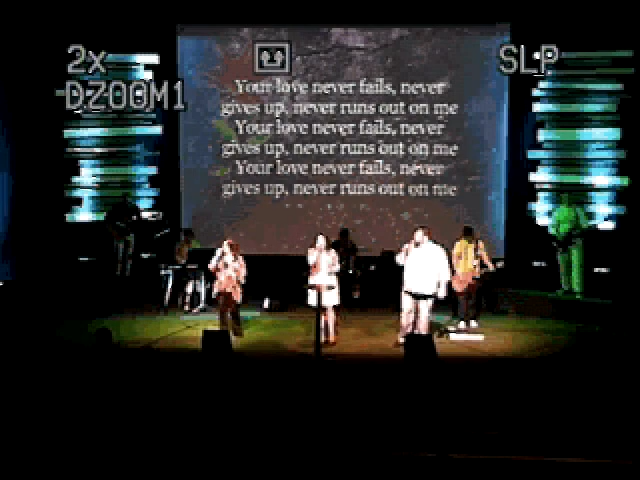 2x
SLP
DZOOM1
Your love never fails, never
gives up, never runs out on me
Your love never fails, never
gives up, never runs out on me
Your love never fails, never
gives up, never runs out on me